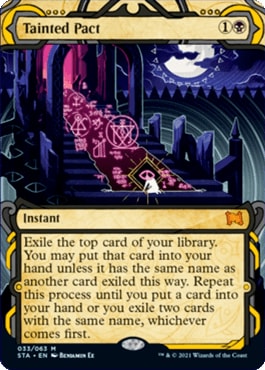 Tainted Pact 1
Instant
Exile the top card of your library.
You may put that card into your
hand unless it has the same name as
another card exiled this way. Repeat
this process until you put a card into
your hand or you exile two cards
with the same name, whichever
comes first.
033/063 M
STA • EN Benjamin Ee
™ & © 2021 Wizards of the Coast